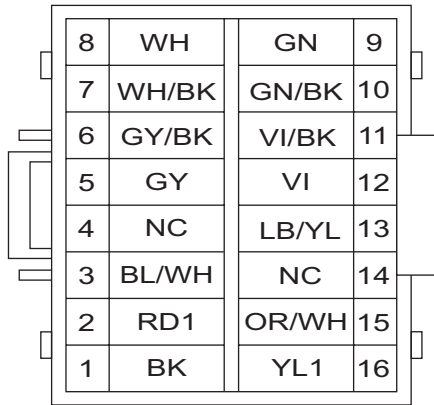 8 WH GN 9
7 WH/BK GN/BK 10
6 GY/BK VI/BK 11
5 GY VI 12
4 NC LB/YL 13
3 BL/WH NC 14
2 RD1 OR/WH 15
1 BK YL1 16